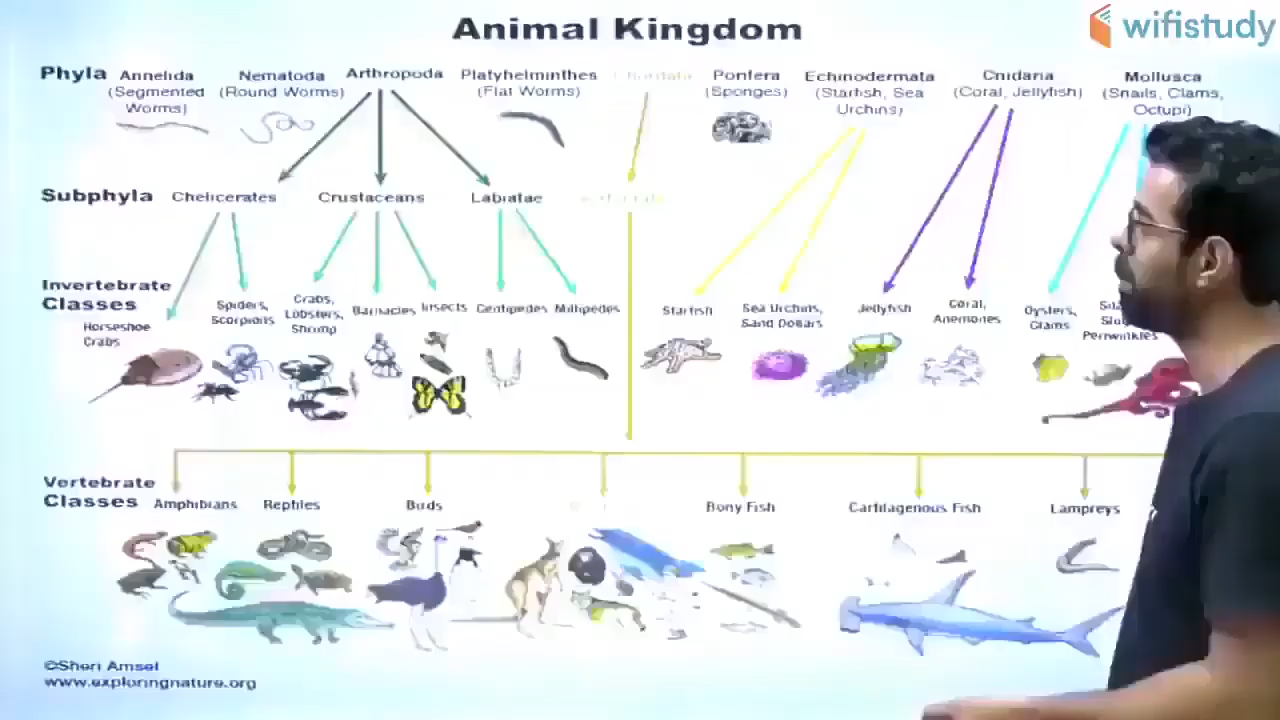 Animal Kingdom
wifistudy
Phyla
Annelida
(Segmented
Worms)
Nematoda
(Round Worms)
Arthropoda
Platyhelminthes
(Flat Worms)
Chordata
Porifera
(Sponges)
Echinodermata
(Starfish, Sea
Urchins)
Cnidaria
(Coral, Jellyfish)
Mollusca
(Snails, Clams,
Octupi)
Subphyla
Chelicerates
Crustaceans
Labiatae
Invertebrate
Classes
Horseshoe
Crabs
Spiders,
Scorpions
Crabs,
Lobsters,
Shrimp
Barnacles
Insects
Centipedes
Millipedes
Starfish
Sea Urchins,
Sand Dollars
Jellyfish
Coral,
Anemones
Oysters,
Clams
Periwinkles
Vertebrate
Classes
Amphibians
Reptiles
Birds
Bony Fish
Cartilagenous Fish
Lampreys
©Sheri Amsel
www.exploringnature.org